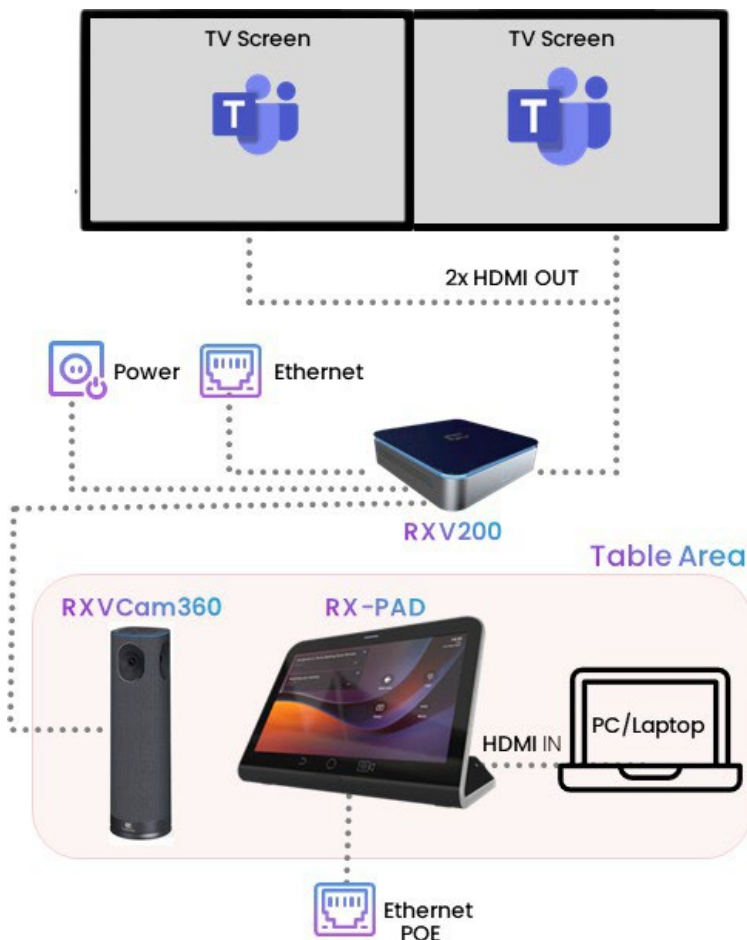 TV Screen
TV Screen
T
T
2x HDMI OUT
Power
Ethernet
RXV200
Table Area
RXVCam360
RX-PAD
HDMI IN
PC/Laptop
Ethernet
POE